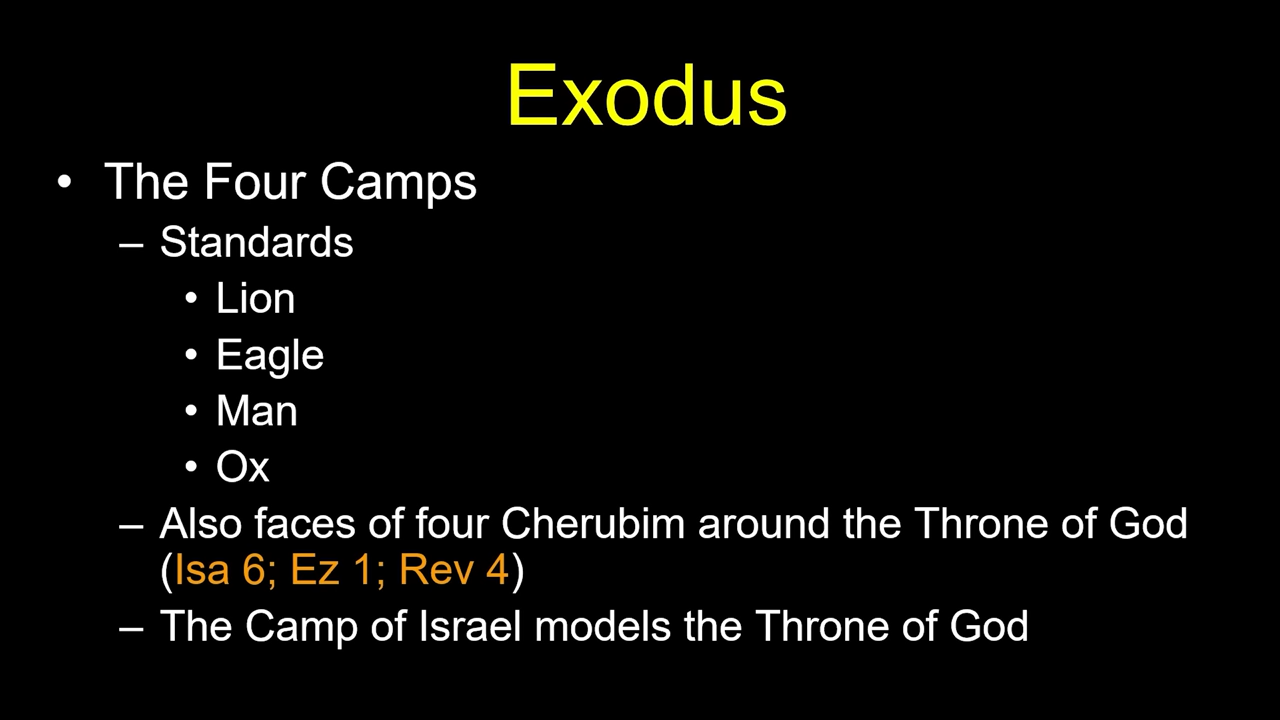 Exodus
• The Four Camps
– Standards
• Lion
• Eagle
• Man
• Ox
– Also faces of four Cherubim around the Throne of God
(Isa 6; Ez 1; Rev 4)
– The Camp of Israel models the Throne of God